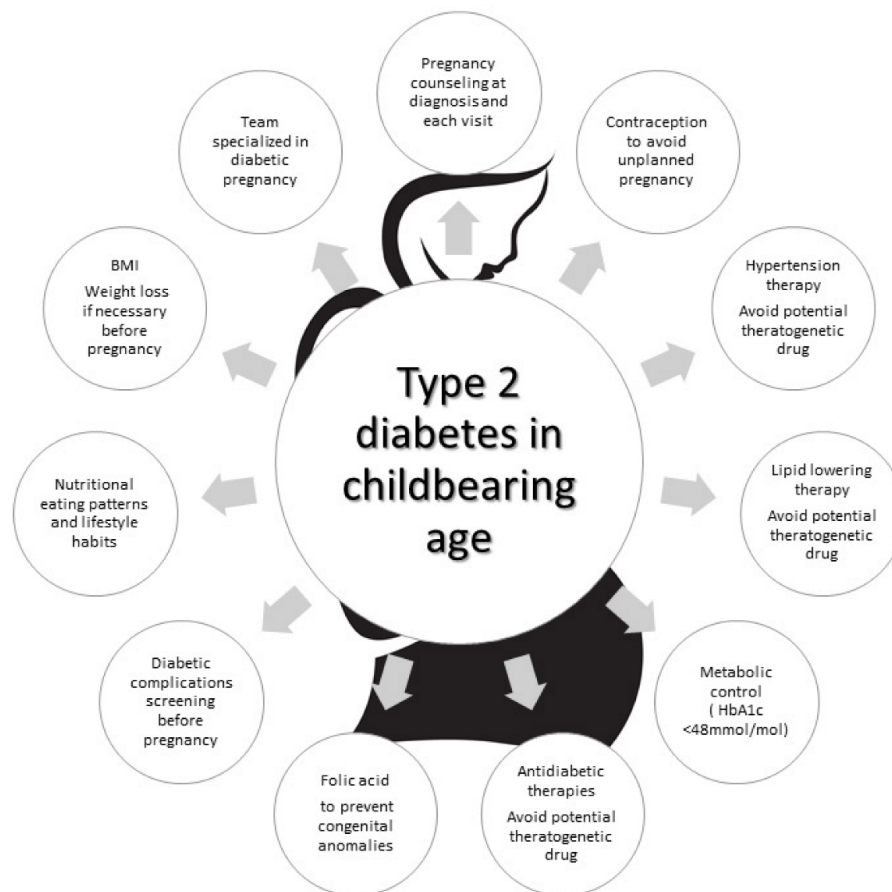 Pregnancy
counseling at
diagnosis and
each visit
Contraception
to avoid
unplanned
pregnancy
Hypertension
therapy
Avoid potential
theratogenetic
drug
Lipid lowering
therapy
Avoid potential
theratogenetic
drug
Metabolic
control
( HbA1c
<48mmol/mol)
Antidiabetic
therapies
Avoid potential
theratogenetic
drug
Folic acid
to prevent
congenital
anomalies
Diabetic
complications
screening
before
pregnancy
Nutritional
eating patterns
and lifestyle
habits
BMI
Weight loss
if necessary
before
pregnancy
Team
specialized in
diabetic
pregnancy
Type 2
diabetes in
childbearing
age